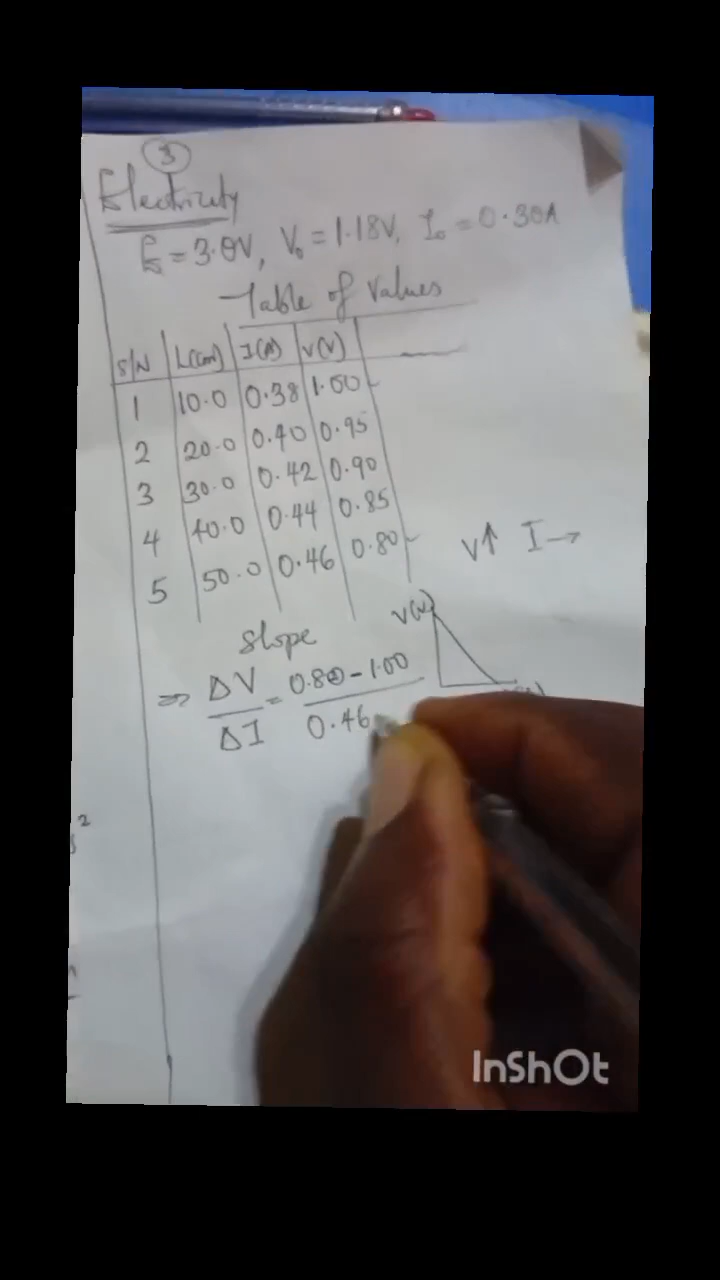 3
Electricity
E = 3.0V, V₀ = 1.18V, I₀ = 0.30A
Table of values
S/N L(cm) I(A) V(V)
1 10.0 0.38 1.00
2 20.0 0.40 0.95
3 30.0 0.42 0.90
4 40.0 0.44 0.85
5 50.0 0.46 0.80
V↑ I→
V(V)
Slope
⇒ ΔV/ΔI = 0.80-1.00/0.46
2
InShOt